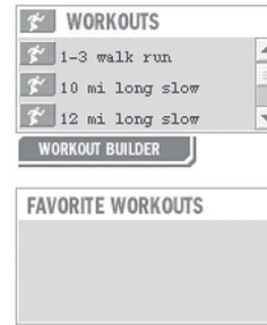 WORKOUTS
1-3 walk run
10 mi long slow
12 mi long slow
WORKOUT BUILDER
FAVORITE WORKOUTS